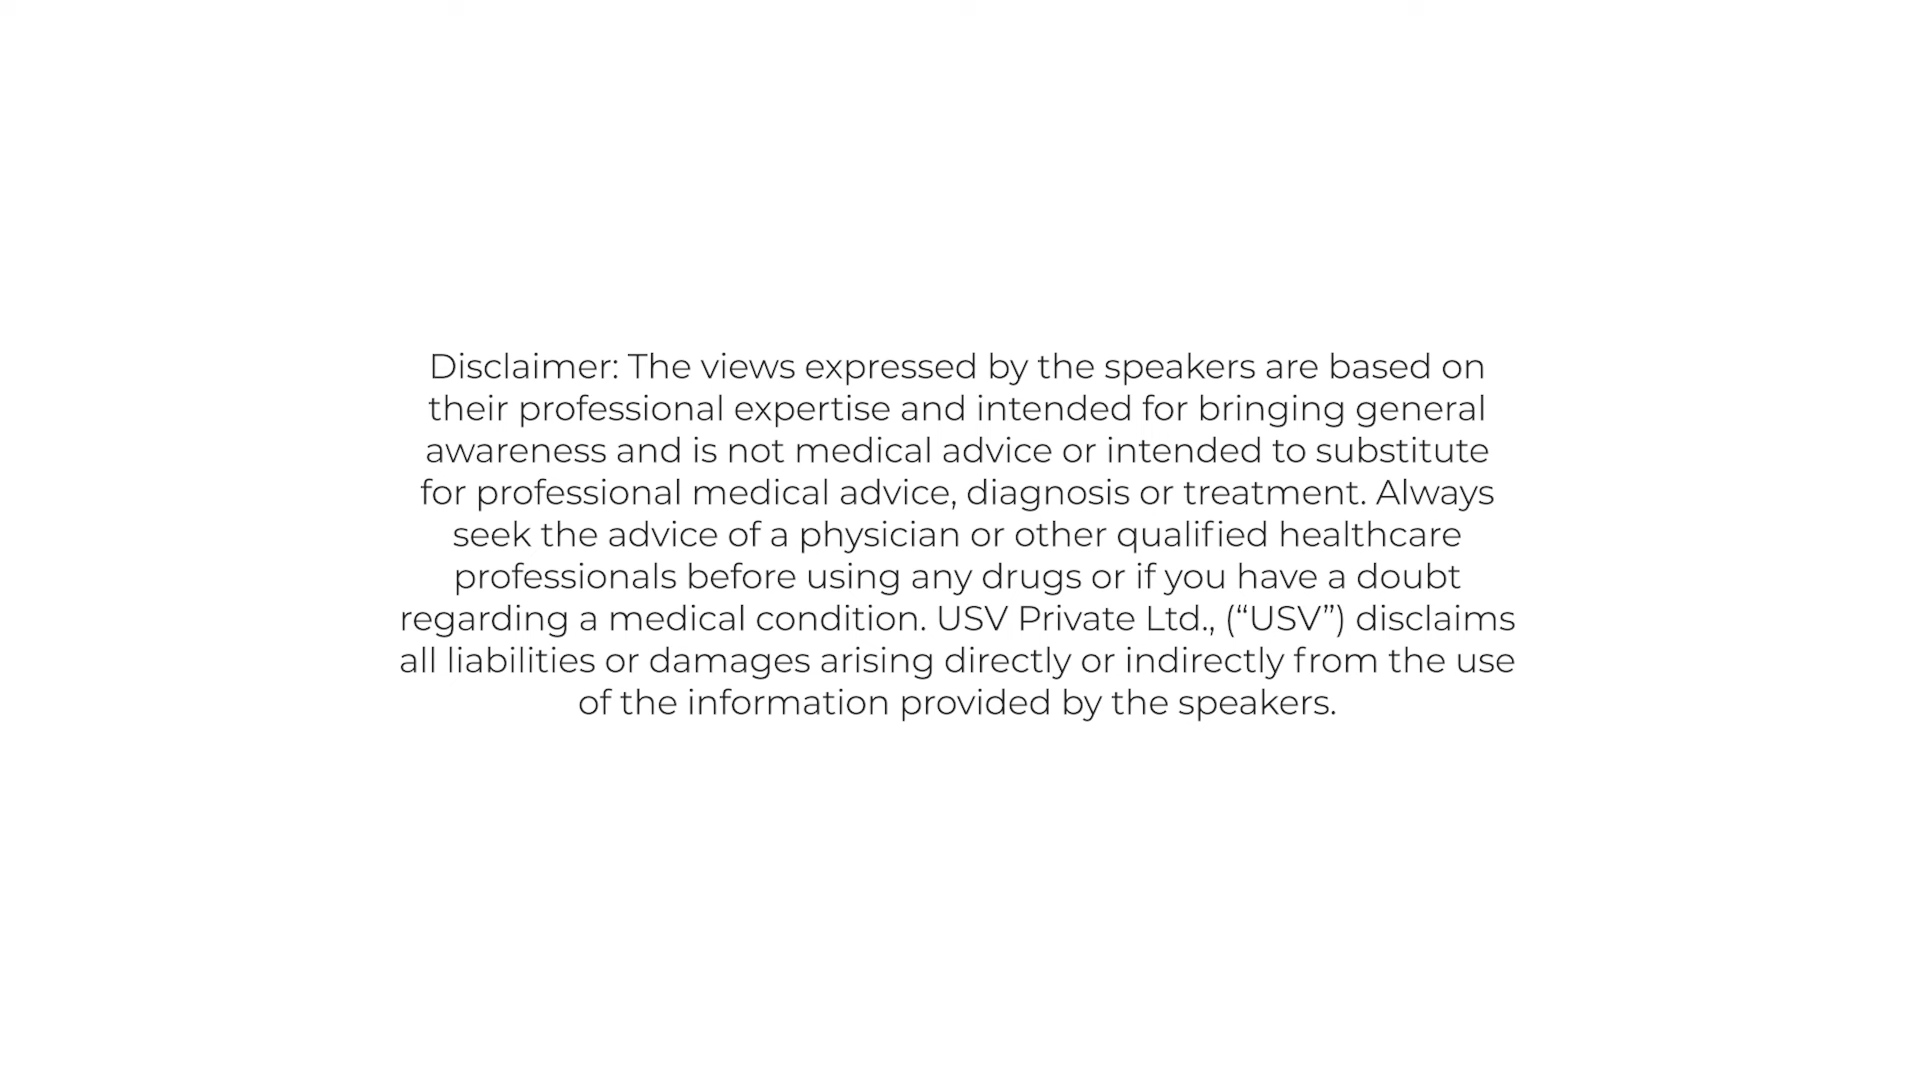 Disclaimer: The views expressed by the speakers are based on
their professional expertise and intended for bringing general
awareness and is not medical advice or intended to substitute
for professional medical advice, diagnosis or treatment. Always
seek the advice of a physician or other qualified healthcare
professionals before using any drugs or if you have a doubt
regarding a medical condition. USV Private Ltd., (“USV”) disclaims
all liabilities or damages arising directly or indirectly from the use
of the information provided by the speakers.